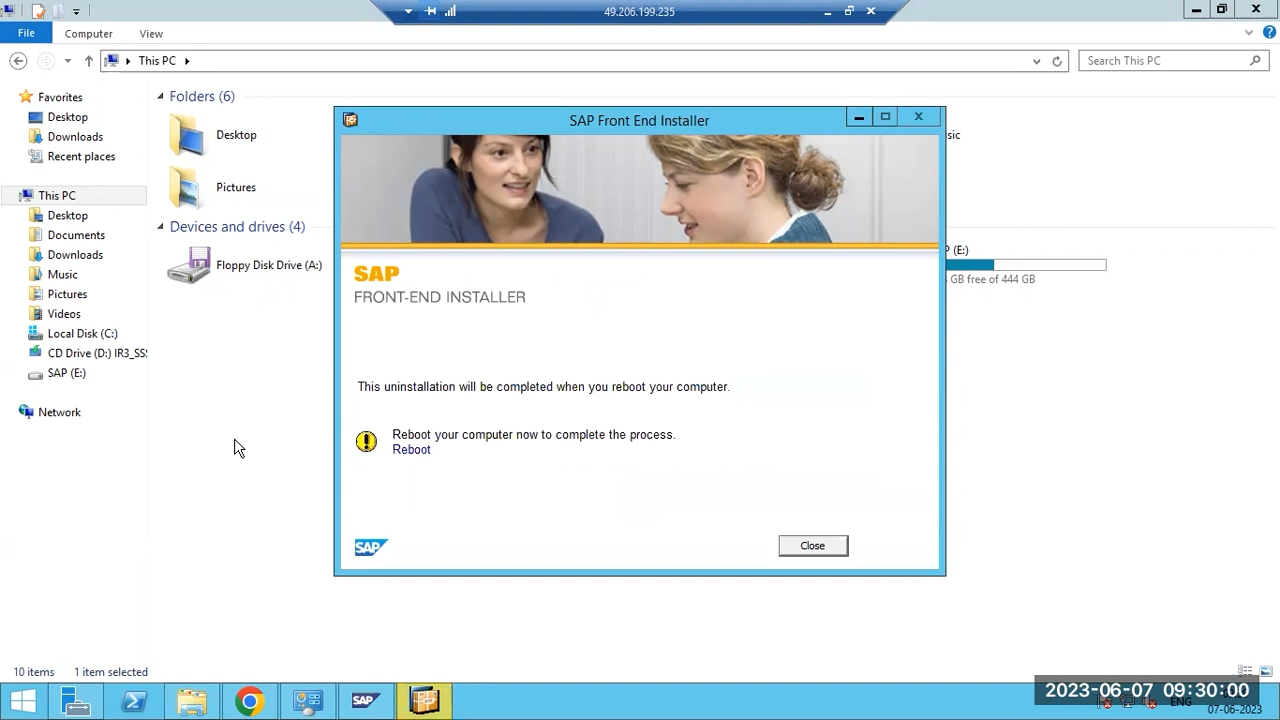 49.206.199.235
File
Computer
View
This PC
Search This PC
Favorites
Desktop
Downloads
Recent places
This PC
Desktop
Documents
Downloads
Music
Pictures
Videos
Local Disk (C:)
CD Drive (D:) IR3_SS
SAP (E:)
Network
Folders (6)
Desktop
sic
Pictures
Devices and drives (4)
Floppy Disk Drive (A:)
P (E:)
GB free of 444 GB
SAP Front End Installer
SAP
FRONT-END INSTALLER
This uninstallation will be completed when you reboot your computer.
Reboot your computer now to complete the process.
Reboot
SAP
Close
10 items
1 item selected
SAP
2023-06-07 09:30:00
ENG
07-06-2023